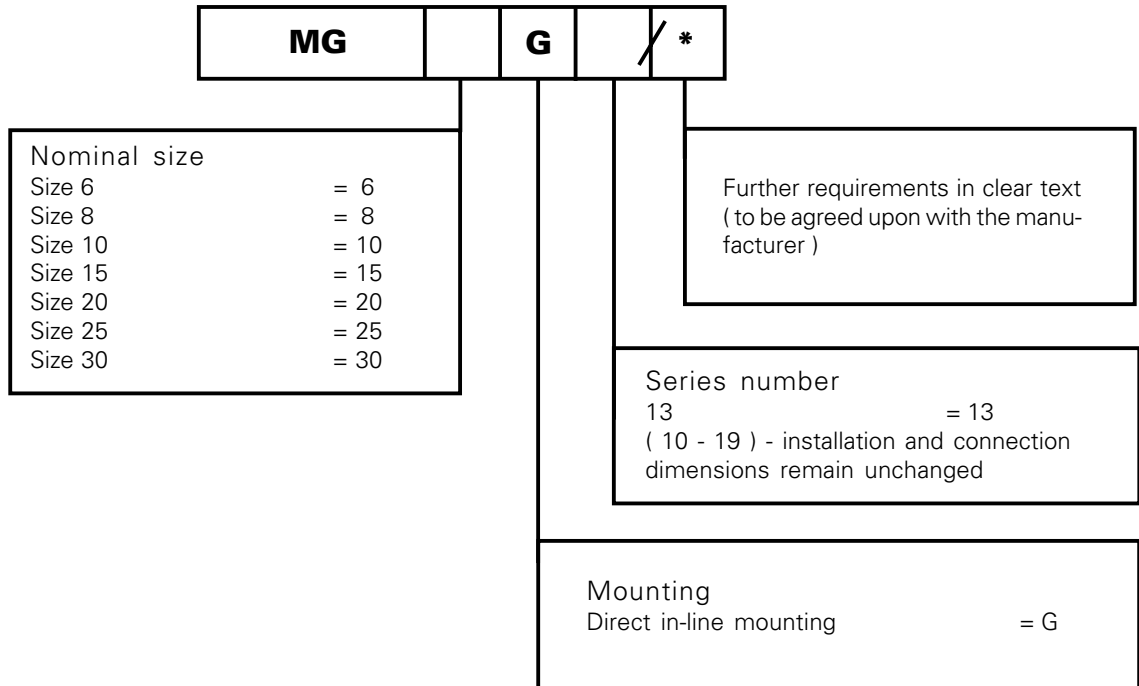 MG G / *
Nominal size
Size 6 = 6
Size 8 = 8
Size 10 = 10
Size 15 = 15
Size 20 = 20
Size 25 = 25
Size 30 = 30
Further requirements in clear text
( to be agreed upon with the manu-
facturer )
Series number
13 = 13
( 10 - 19 ) - installation and connection
dimensions remain unchanged
Mounting
Direct in-line mounting = G